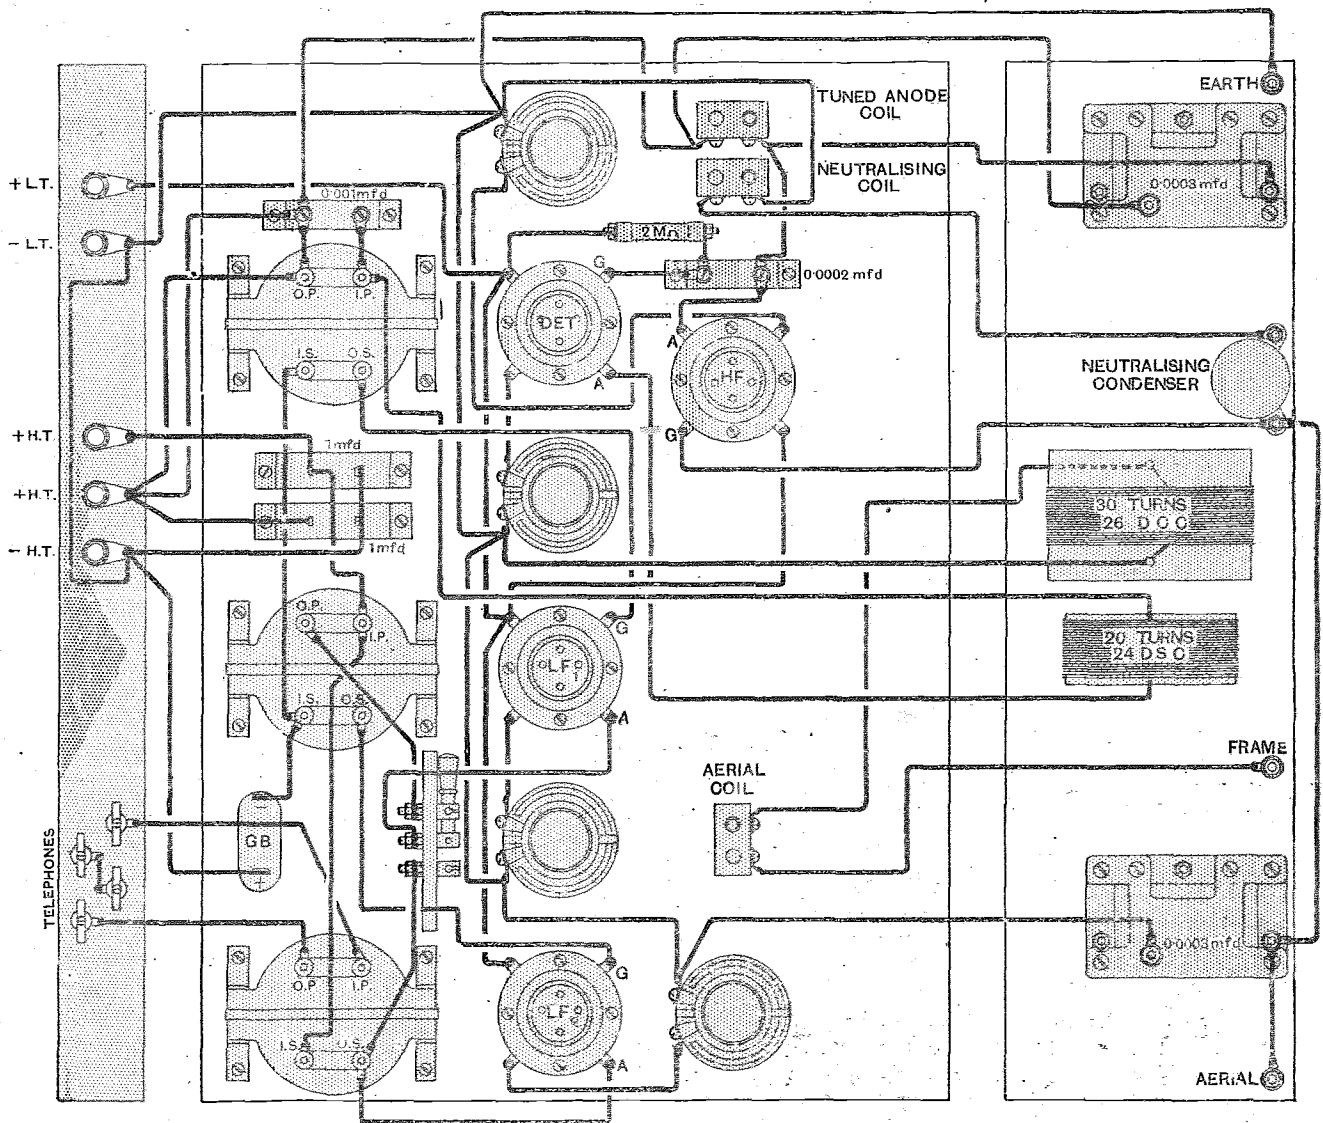 EARTH
TUNED ANODE
COIL
NEUTRALISING
COIL
+ L.T.
0·001mfd
0·0003 mfd
- L.T.
2MΩ
G
0·0002 mfd
O.P. I.P.
DET
A
HF
I.S. O.S.
A
G
NEUTRALISING
CONDENSER
+ H.T.
1mfd
+ H.T.
30 TURNS
26 D C C
- H.T.
1mfd
O.P.
I.P.
G
LF
1
20 TURNS
24 D S C
I.S. O.S.
A
FRAME
AERIAL
COIL
TELEPHONES
-
GB
+
0·0003 mfd
O.P. I.P.
G
LF
2
I.S. O.S.
A
AERIAL